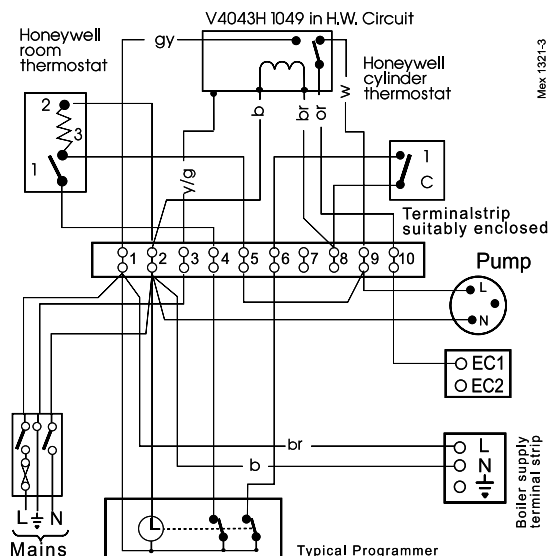 V4043H 1049 in H.W. Circuit
Honeywell
room
thermostat
gy
Honeywell
cylinder
thermostat
Mex 1321-3
w
b
br
or
2
3
1
1
C
y/g
Terminalstrip
suitably enclosed
1 2 3 4 5 6 7 8 9 10
Pump
L
N
EC1
EC2
br
b
L
N
Boiler supply
terminal strip
L N
Mains
Typical Programmer